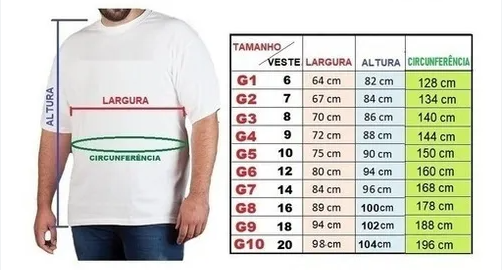 ALTURA
LARGURA
CIRCUNFERÊNCIA
TAMANHO / VESTE LARGURA ALTURA CIRCUNFERÊNCIA
G1 6 64 cm 82 cm 128 cm
G2 7 67 cm 84 cm 134 cm
G3 8 70 cm 86 cm 140 cm
G4 9 72 cm 88 cm 144 cm
G5 10 75 cm 90 cm 150 cm
G6 12 80 cm 94 cm 160 cm
G7 14 84 cm 96 cm 168 cm
G8 16 89 cm 100cm 178 cm
G9 18 94 cm 102cm 188 cm
G10 20 98 cm 104cm 196 cm